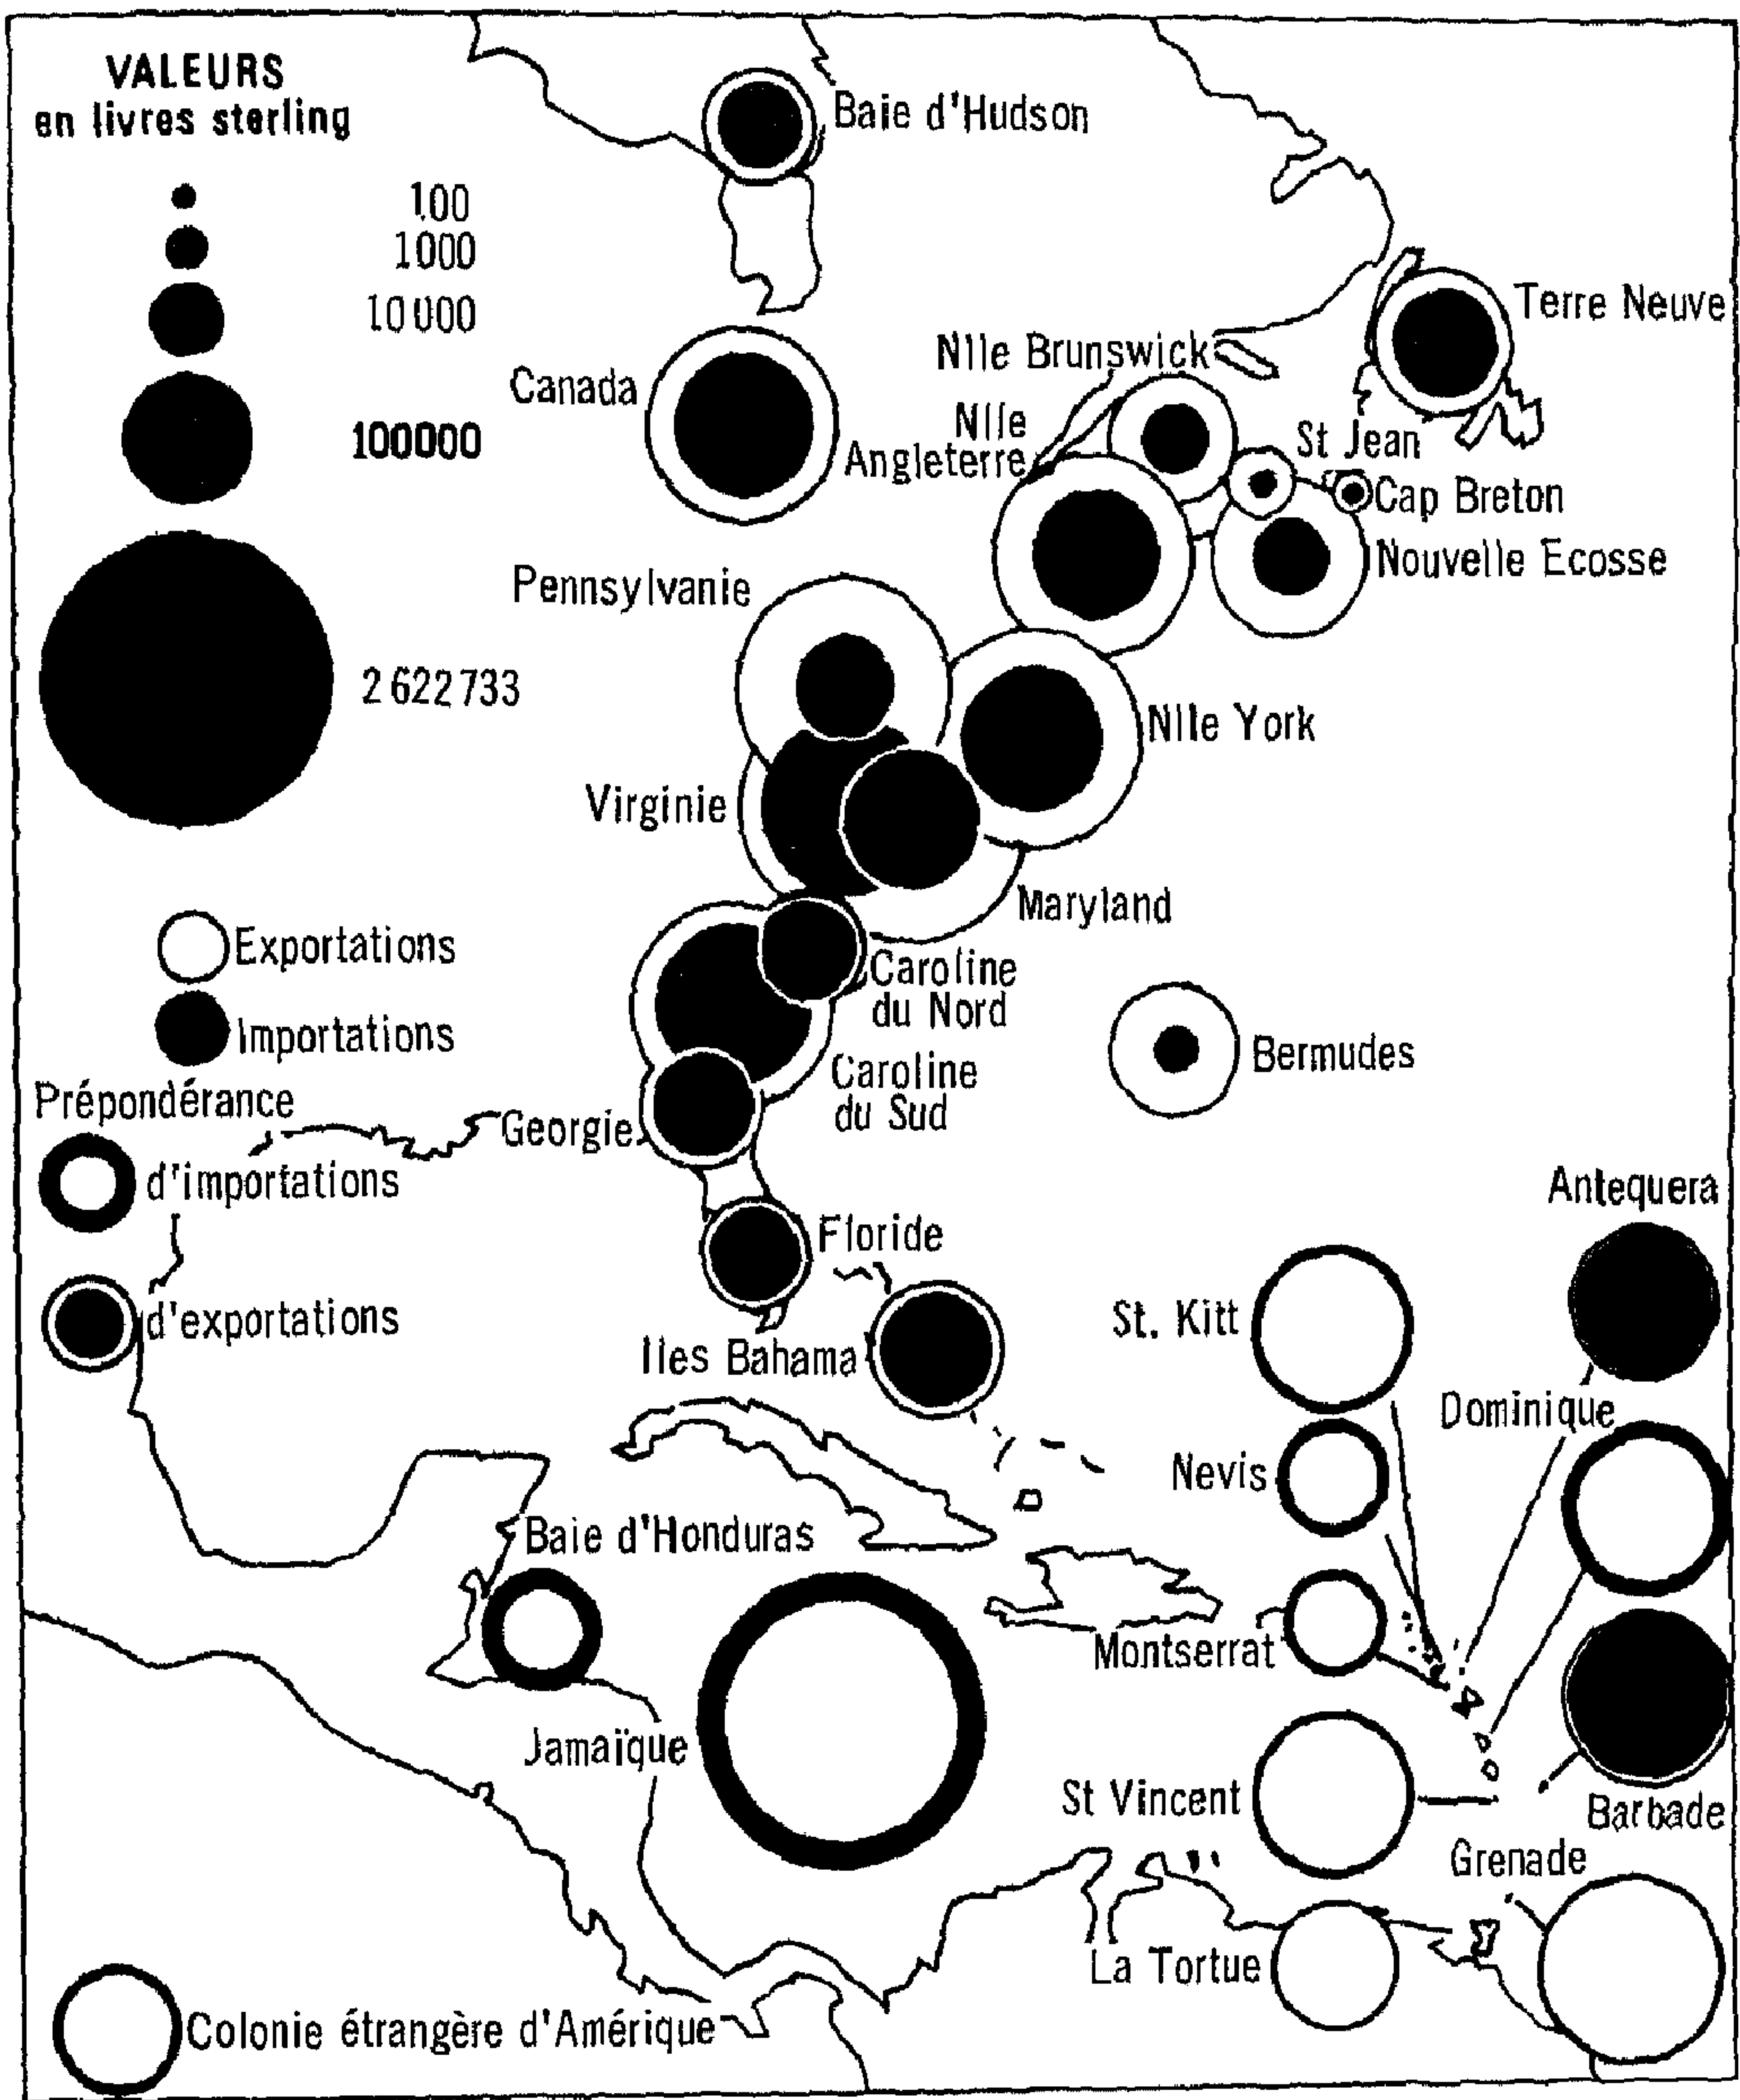 VALEURS
en livres sterling
100
1000
10 000
100000
2 622733
Exportations
Importations
Prépondérance
d'importations
d'exportations
Colonie étrangère d'Amérique
Baie d'Hudson
Terre Neuve
Nlle Brunswick
Canada
Nlle
Angleterre
St Jean
Cap Breton
Nouvelle Ecosse
Pennsylvanie
Nlle York
Virginie
Maryland
Caroline
du Nord
Caroline
du Sud
Bermudes
Georgie
Floride
Iles Bahama
Antequera
St. Kitt
Dominique
Nevis
Baie d'Honduras
Montserrat
Jamaïque
St Vincent
Barbade
Grenade
La Tortue